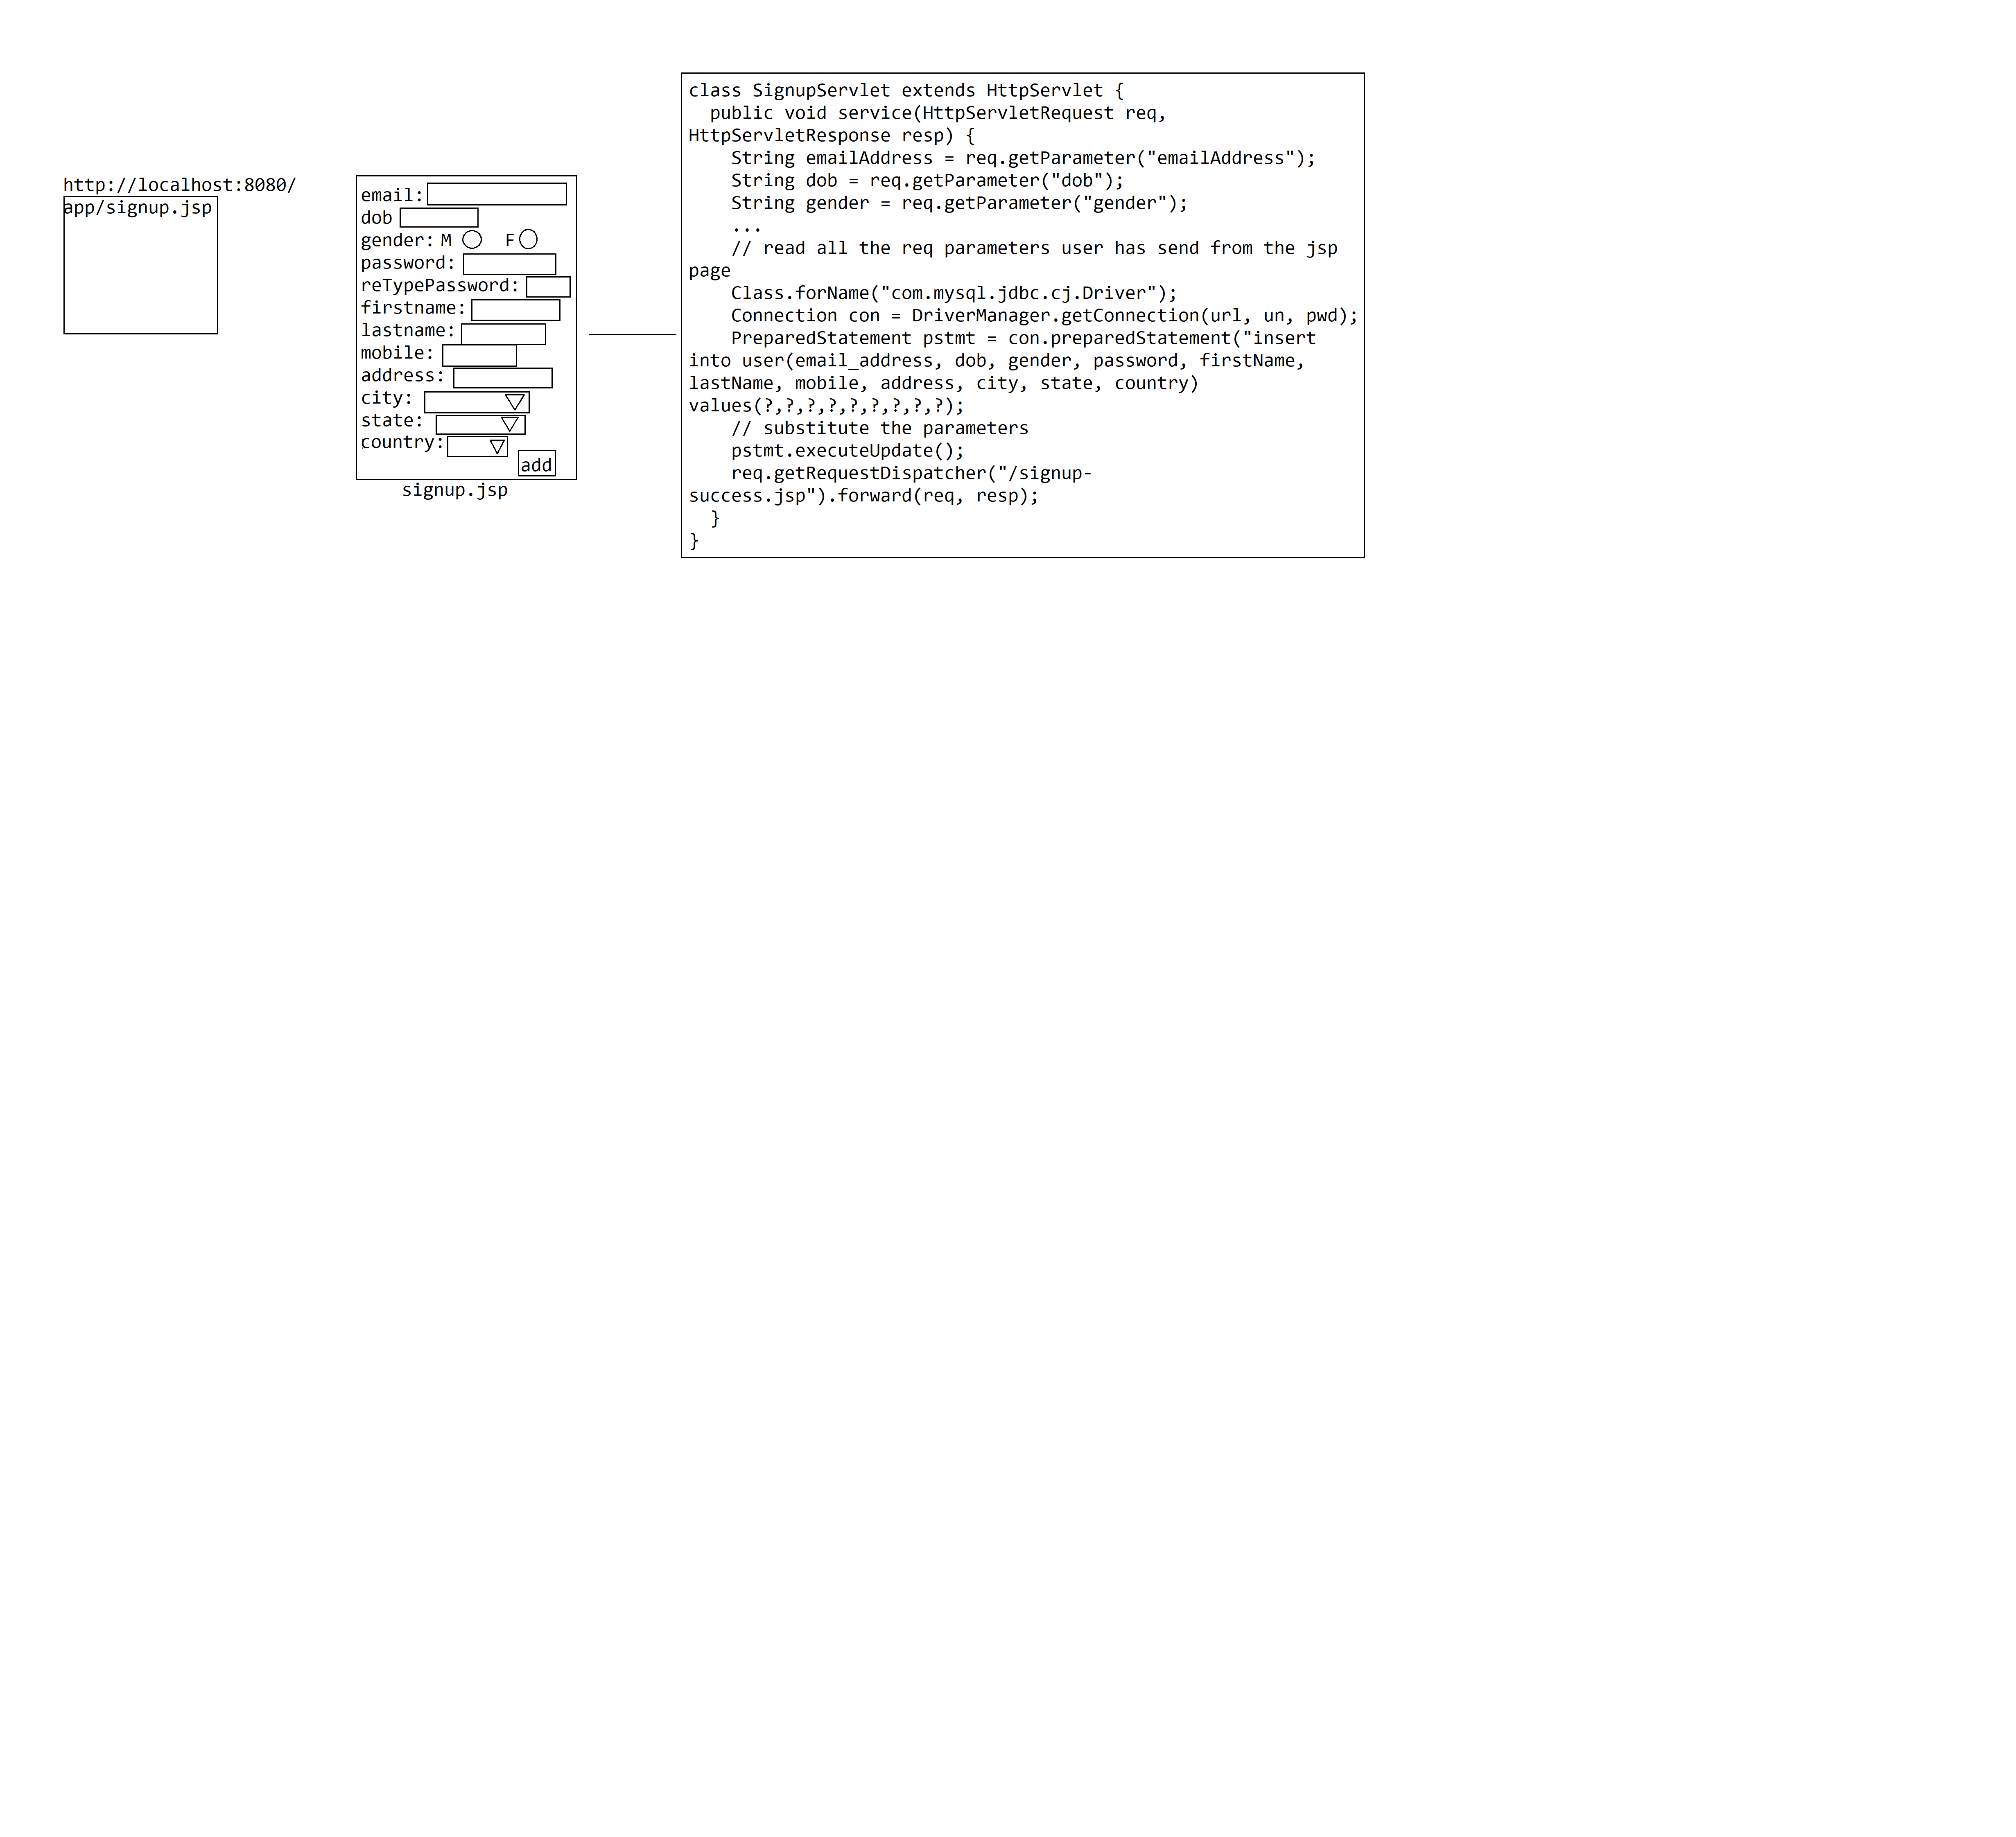 http://localhost:8080/
app/signup.jsp
email:
dob
gender: M F
password:
reTypePassword:
firstname:
lastname:
mobile:
address:
city:
state:
country:
add
signup.jsp
class SignupServlet extends HttpServlet {
  public void service(HttpServletRequest req,
HttpServletResponse resp) {
    String emailAddress = req.getParameter("emailAddress");
    String dob = req.getParameter("dob");
    String gender = req.getParameter("gender");
    ...
    // read all the req parameters user has send from the jsp
page
    Class.forName("com.mysql.jdbc.cj.Driver");
    Connection con = DriverManager.getConnection(url, un, pwd);
    PreparedStatement pstmt = con.preparedStatement("insert
into user(email_address, dob, gender, password, firstName,
lastName, mobile, address, city, state, country)
values(?,?,?,?,?,?,?,?,?);
    // substitute the parameters
    pstmt.executeUpdate();
    req.getRequestDispatcher("/signup-
success.jsp").forward(req, resp);
  }
}